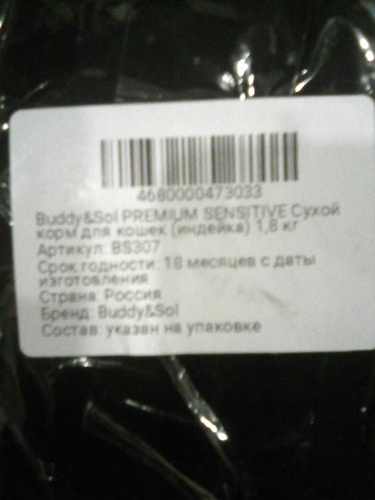 4680000473033
Buddy&Sol PREMIUM SENSITIVE Сухой
корм для кошек (индейка) 1,8 кг
Артикул: BS307
Срок годности: 18 месяцев с даты
изготовления
Страна: Россия
Бренд: Buddy&Sol
Состав: указан на упаковке